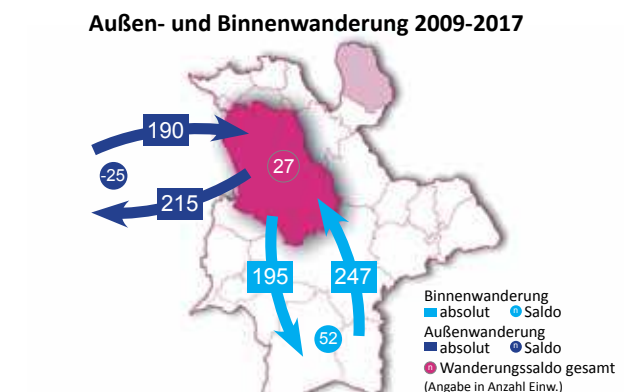 Außen- und Binnenwanderung 2009-2017
190
27
-25
215
195
247
52
Binnenwanderung
absolut n Saldo
Außenwanderung
absolut n Saldo
n Wanderungssaldo gesamt
(Angabe in Anzahl Einw.)